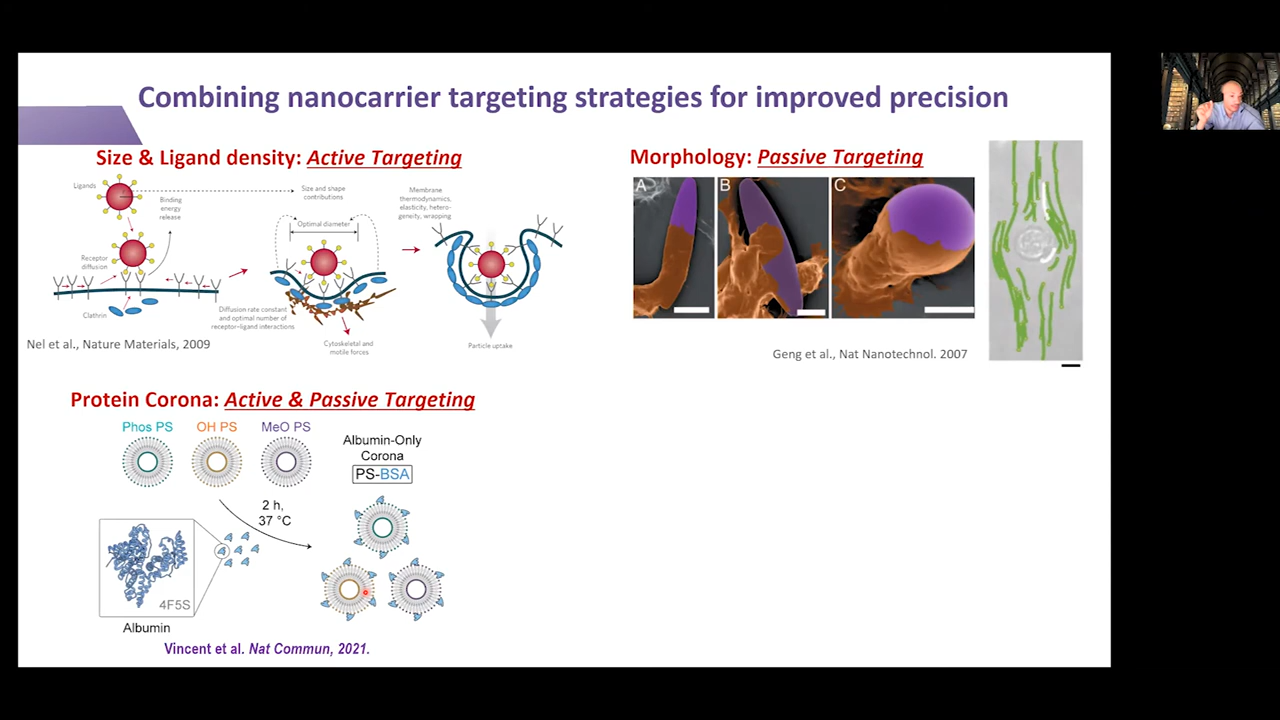 Combining nanocarrier targeting strategies for improved precision
Size & Ligand density: Active Targeting
Ligands
Binding
energy
release
Receptor
diffusion
Clathrin
Size and shape
contributions
Optimal diameter
Diffusion rate constant
and optimal number of
receptor–ligand interactions
Cytoskeletal and
motile forces
Membrane
thermodynamics,
elasticity, hetero-
geneity, wrapping
Particle uptake
Nel et al., Nature Materials, 2009
Morphology: Passive Targeting
A
B
C
Geng et al., Nat Nanotechnol. 2007
Protein Corona: Active & Passive Targeting
Phos PS
OH PS
MeO PS
2 h,
37 °C
4F5S
Albumin
Albumin-Only
Corona
PS-BSA
Vincent et al. Nat Commun, 2021.